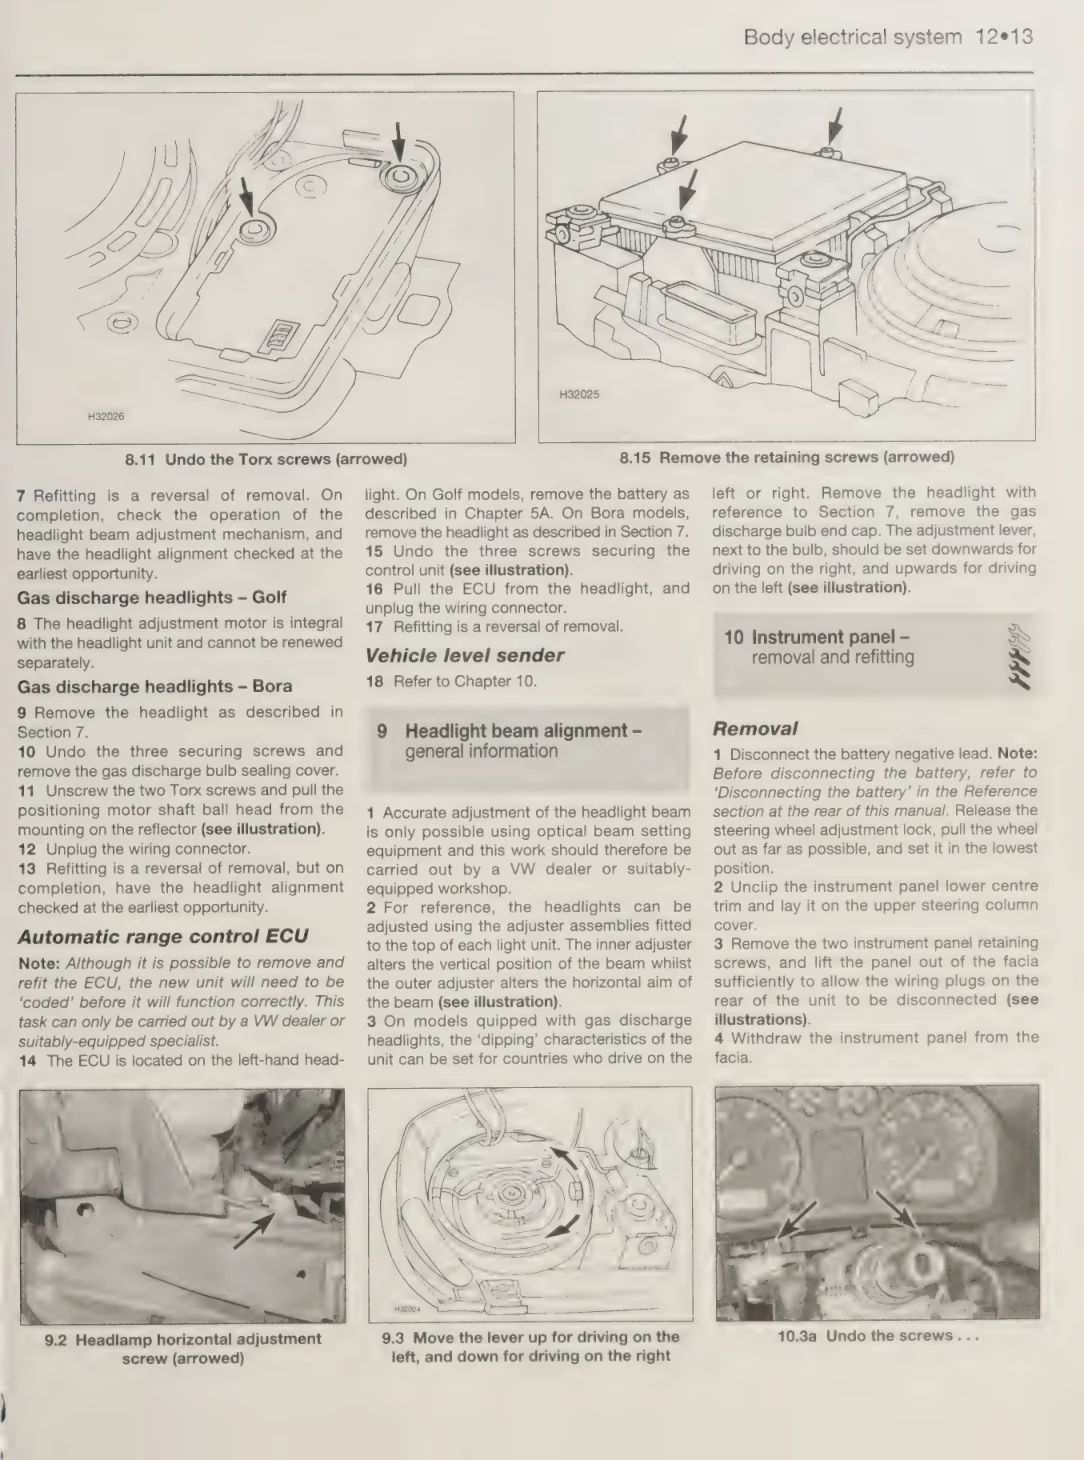 Body electrical system 12•13
H32026
8.11 Undo the Torx screws (arrowed)
H32025
8.15 Remove the retaining screws (arrowed)
7 Refitting is a reversal of removal. On
completion, check the operation of the
headlight beam adjustment mechanism, and
have the headlight alignment checked at the
earliest opportunity.
Gas discharge headlights – Golf
8 The headlight adjustment motor is integral
with the headlight unit and cannot be renewed
separately.
Gas discharge headlights – Bora
9 Remove the headlight as described in
Section 7.
10 Undo the three securing screws and
remove the gas discharge bulb sealing cover.
11 Unscrew the two Torx screws and pull the
positioning motor shaft ball head from the
mounting on the reflector (see illustration).
12 Unplug the wiring connector.
13 Refitting is a reversal of removal, but on
completion, have the headlight alignment
checked at the earliest opportunity.
Automatic range control ECU
Note: Although it is possible to remove and
refit the ECU, the new unit will need to be
'coded' before it will function correctly. This
task can only be carried out by a VW dealer or
suitably-equipped specialist.
14 The ECU is located on the left-hand head-
light. On Golf models, remove the battery as
described in Chapter 5A. On Bora models,
remove the headlight as described in Section 7.
15 Undo the three screws securing the
control unit (see illustration).
16 Pull the ECU from the headlight, and
unplug the wiring connector.
17 Refitting is a reversal of removal.
Vehicle level sender
18 Refer to Chapter 10.
9 Headlight beam alignment –
general information
1 Accurate adjustment of the headlight beam
is only possible using optical beam setting
equipment and this work should therefore be
carried out by a VW dealer or suitably-
equipped workshop.
2 For reference, the headlights can be
adjusted using the adjuster assemblies fitted
to the top of each light unit. The inner adjuster
alters the vertical position of the beam whilst
the outer adjuster alters the horizontal aim of
the beam (see illustration).
3 On models quipped with gas discharge
headlights, the 'dipping' characteristics of the
unit can be set for countries who drive on the
left or right. Remove the headlight with
reference to Section 7, remove the gas
discharge bulb end cap. The adjustment lever,
next to the bulb, should be set downwards for
driving on the right, and upwards for driving
on the left (see illustration).
10 Instrument panel –
removal and refitting
Removal
1 Disconnect the battery negative lead. Note:
Before disconnecting the battery, refer to
'Disconnecting the battery' in the Reference
section at the rear of this manual. Release the
steering wheel adjustment lock, pull the wheel
out as far as possible, and set it in the lowest
position.
2 Unclip the instrument panel lower centre
trim and lay it on the upper steering column
cover.
3 Remove the two instrument panel retaining
screws, and lift the panel out of the facia
sufficiently to allow the wiring plugs on the
rear of the unit to be disconnected (see
illustrations).
4 Withdraw the instrument panel from the
facia.
9.2 Headlamp horizontal adjustment
screw (arrowed)
H32024
9.3 Move the lever up for driving on the
left, and down for driving on the right
10.3a Undo the screws . . .